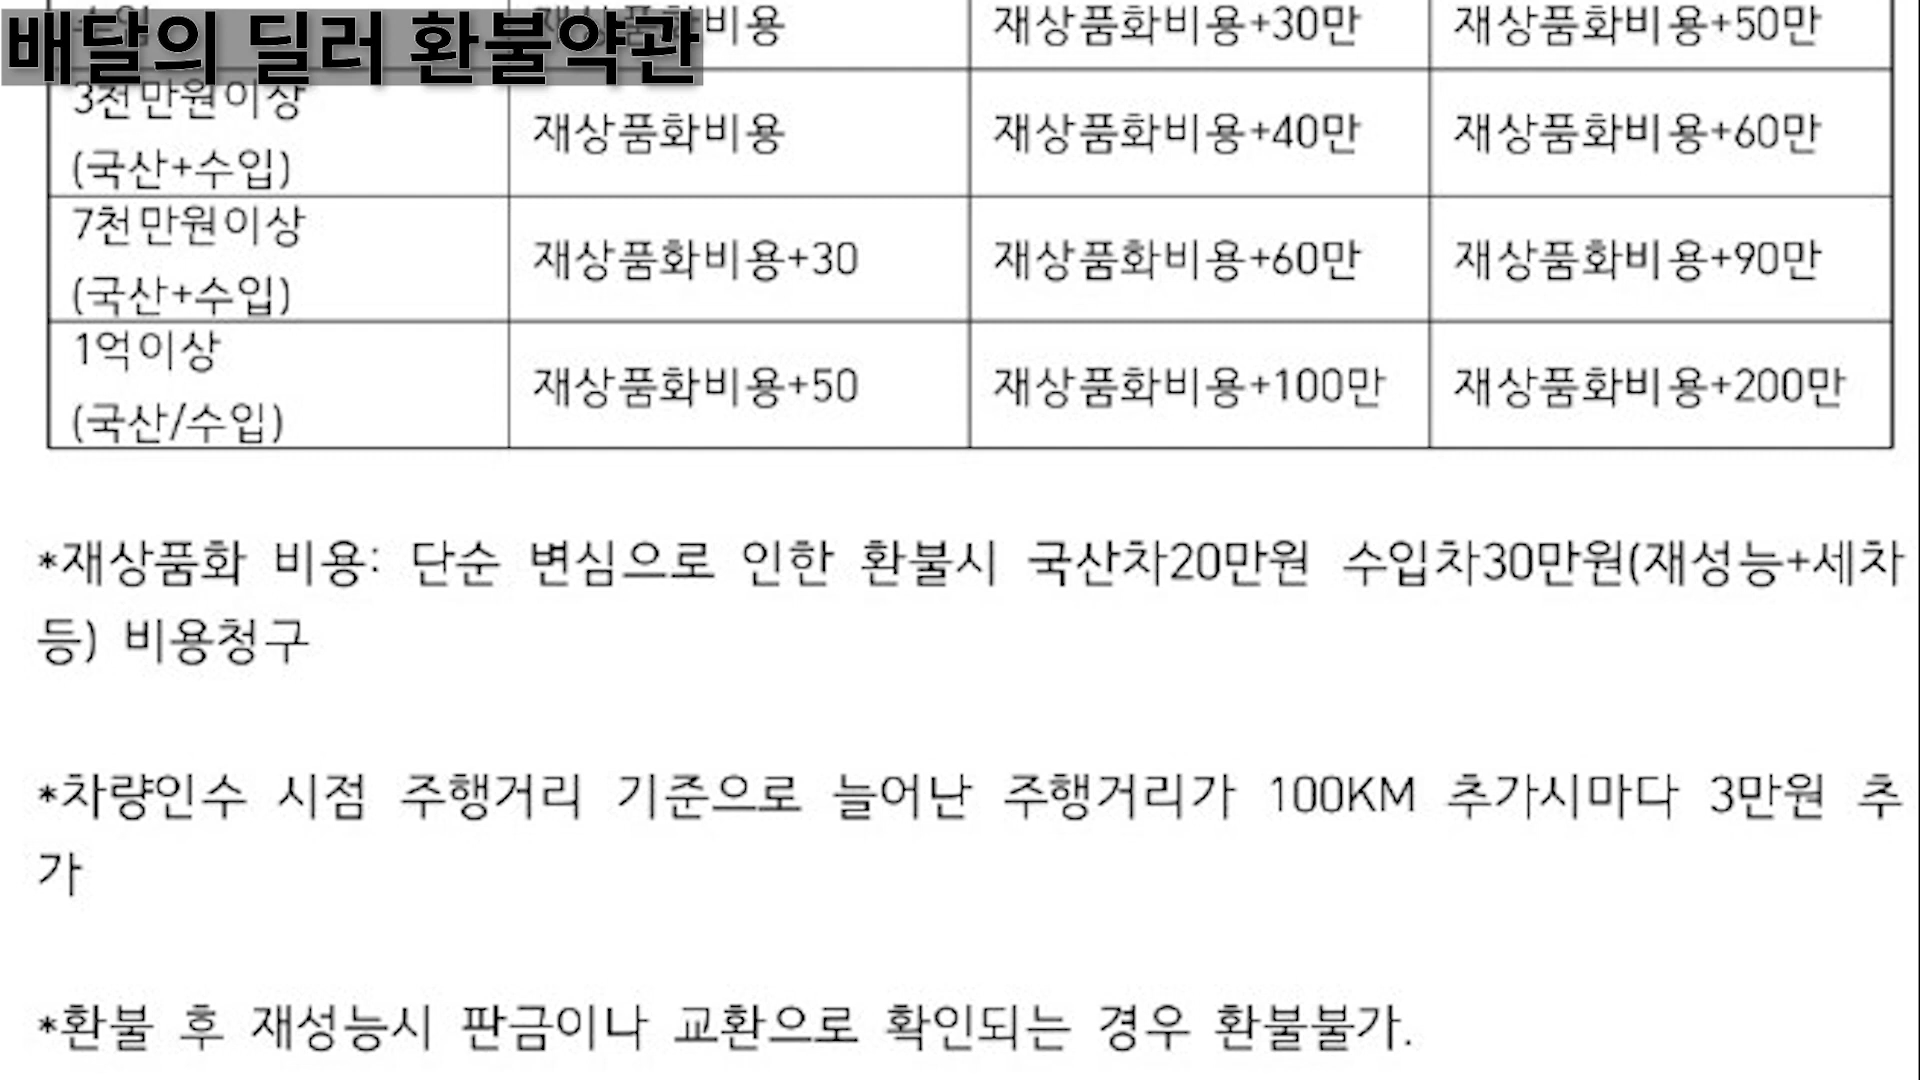 배달의 딜러 환불약관
수입 재상품화비용 재상품화비용+30만 재상품화비용+50만
3천만원이상
(국산+수입) 재상품화비용 재상품화비용+40만 재상품화비용+60만
7천만원이상
(국산+수입) 재상품화비용+30 재상품화비용+60만 재상품화비용+90만
1억이상
(국산/수입) 재상품화비용+50 재상품화비용+100만 재상품화비용+200만
*재상품화 비용: 단순 변심으로 인한 환불시 국산차20만원 수입차30만원(재성능+세차
등) 비용청구
*차량인수 시점 주행거리 기준으로 늘어난 주행거리가 100KM 추가시마다 3만원 추
가
*환불 후 재성능시 판금이나 교환으로 확인되는 경우 환불불가.